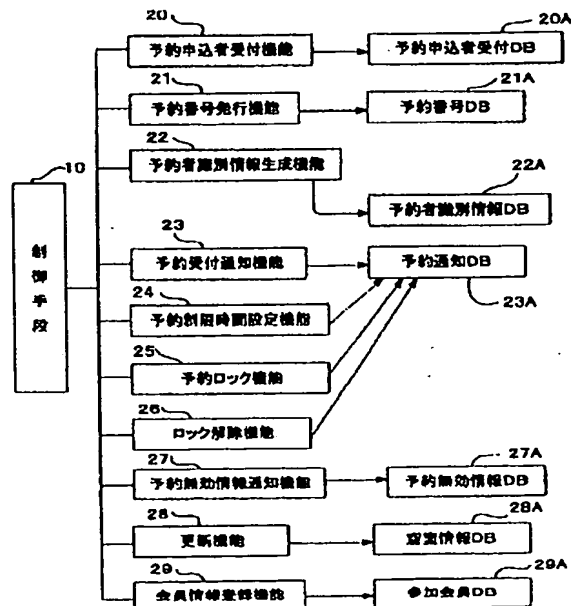 20
20A
予約申込者受付機能
予約申込者受付DB
21
21A
予約番号発行機能
予約番号DB
22
予約者識別情報生成機能
22A
予約者識別情報DB
10
制御手段
23
予約受付通知機能
予約通知DB
23A
24
予約制限時間設定機能
25
予約ロック機能
26
ロック解除機能
27
27A
予約無効情報通知機能
予約無効情報DB
28
28A
更新機能
空室情報DB
29
29A
会員情報登録機能
参加会員DB